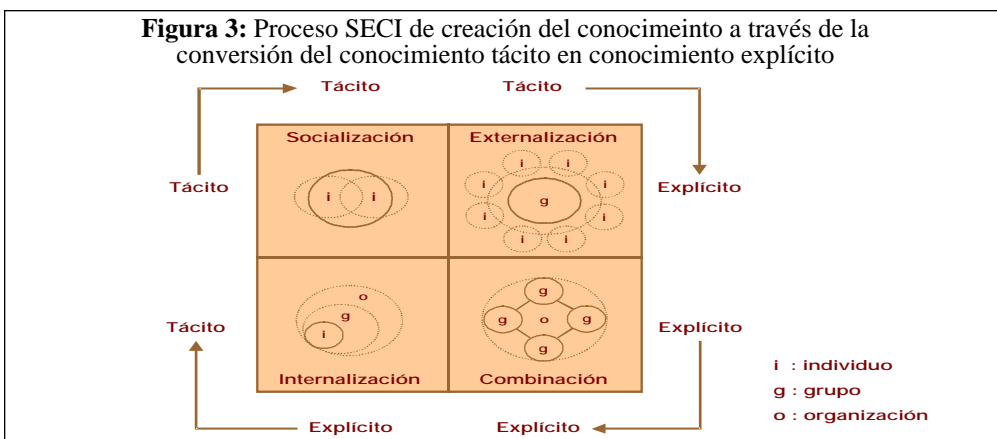 Figura 3: Proceso SECI de creación del conocimeinto a través de la
conversión del conocimiento tácito en conocimiento explícito
Tácito Tácito
Socialización Externalización
i i
i i i i g i i i i i i
Tácito Explícito
o
g
i
g
g o g
g
Tácito Explícito
Internalización Combinación
Explícito Explícito
i : individuo
g : grupo
o : organización